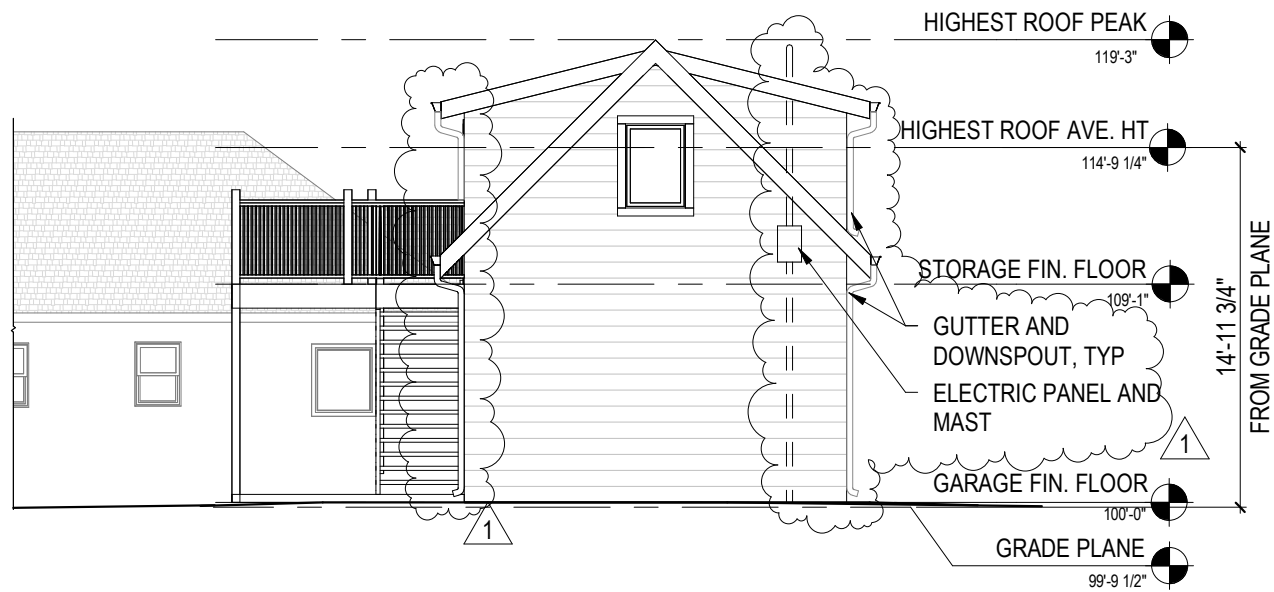 HIGHEST ROOF PEAK
119'-3"
HIGHEST ROOF AVE. HT
114'-9 1/4"
STORAGE FIN. FLOOR
109'-1"
GUTTER AND
DOWNSPOUT, TYP
ELECTRIC PANEL AND
MAST
14'-11 3/4"
FROM GRADE PLANE
1
GARAGE FIN. FLOOR
100'-0"
1
GRADE PLANE
99'-9 1/2"